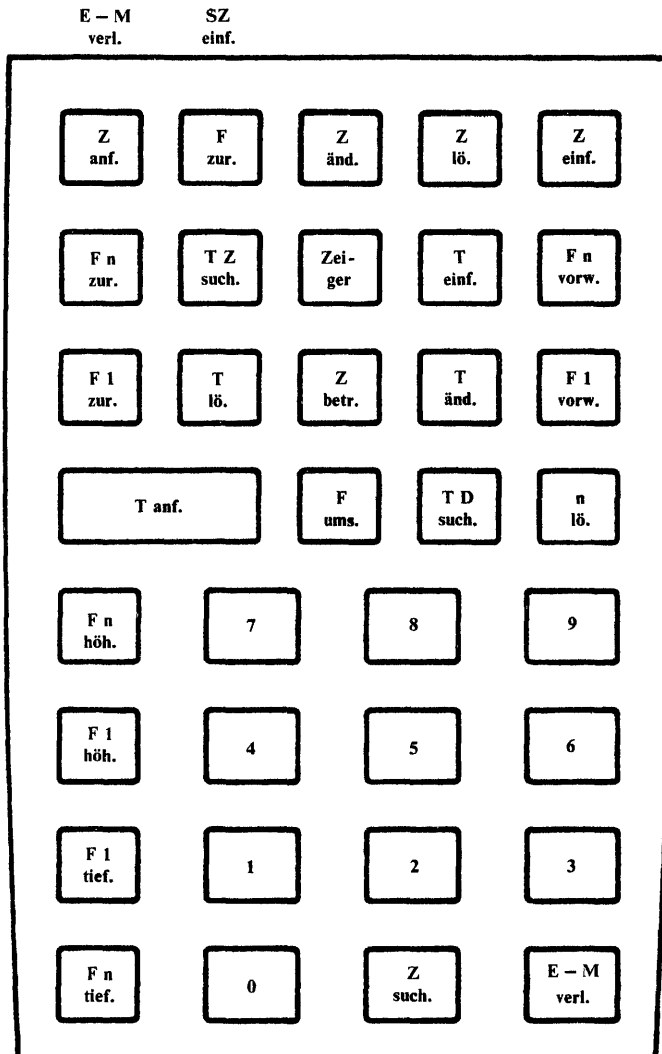 E – M SZ
verl. einf.
Z F Z Z Z
anf. zur. änd. lö. einf.
F n T Z Zei- T F n
zur. such. ger einf. vorw.
F 1 T Z T F 1
zur. lö. betr. änd. vorw.
T anf. F T D n
ums. such. lö.
F n 7 8 9
höh.
F 1 4 5 6
höh.
F 1 1 2 3
tief.
F n 0 Z E – M
tief. such. verl.